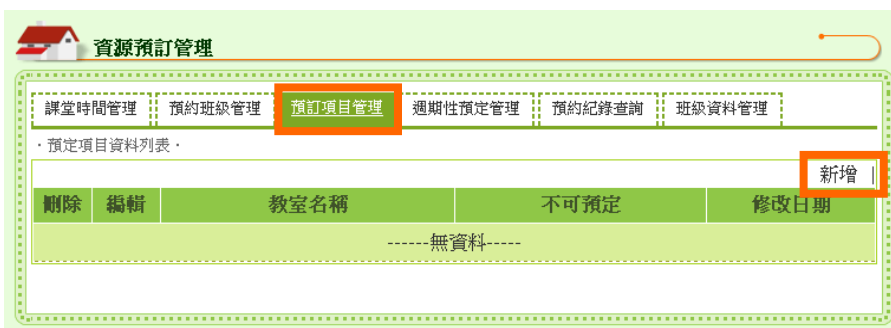 資源預訂管理
課堂時間管理 預約班級管理 預訂項目管理 週期性預定管理 預約紀錄查詢 班級資料管理
‧預定項目資料列表‧
新增 |
刪除 編輯 教室名稱 不可預定 修改日期
------無資料-----